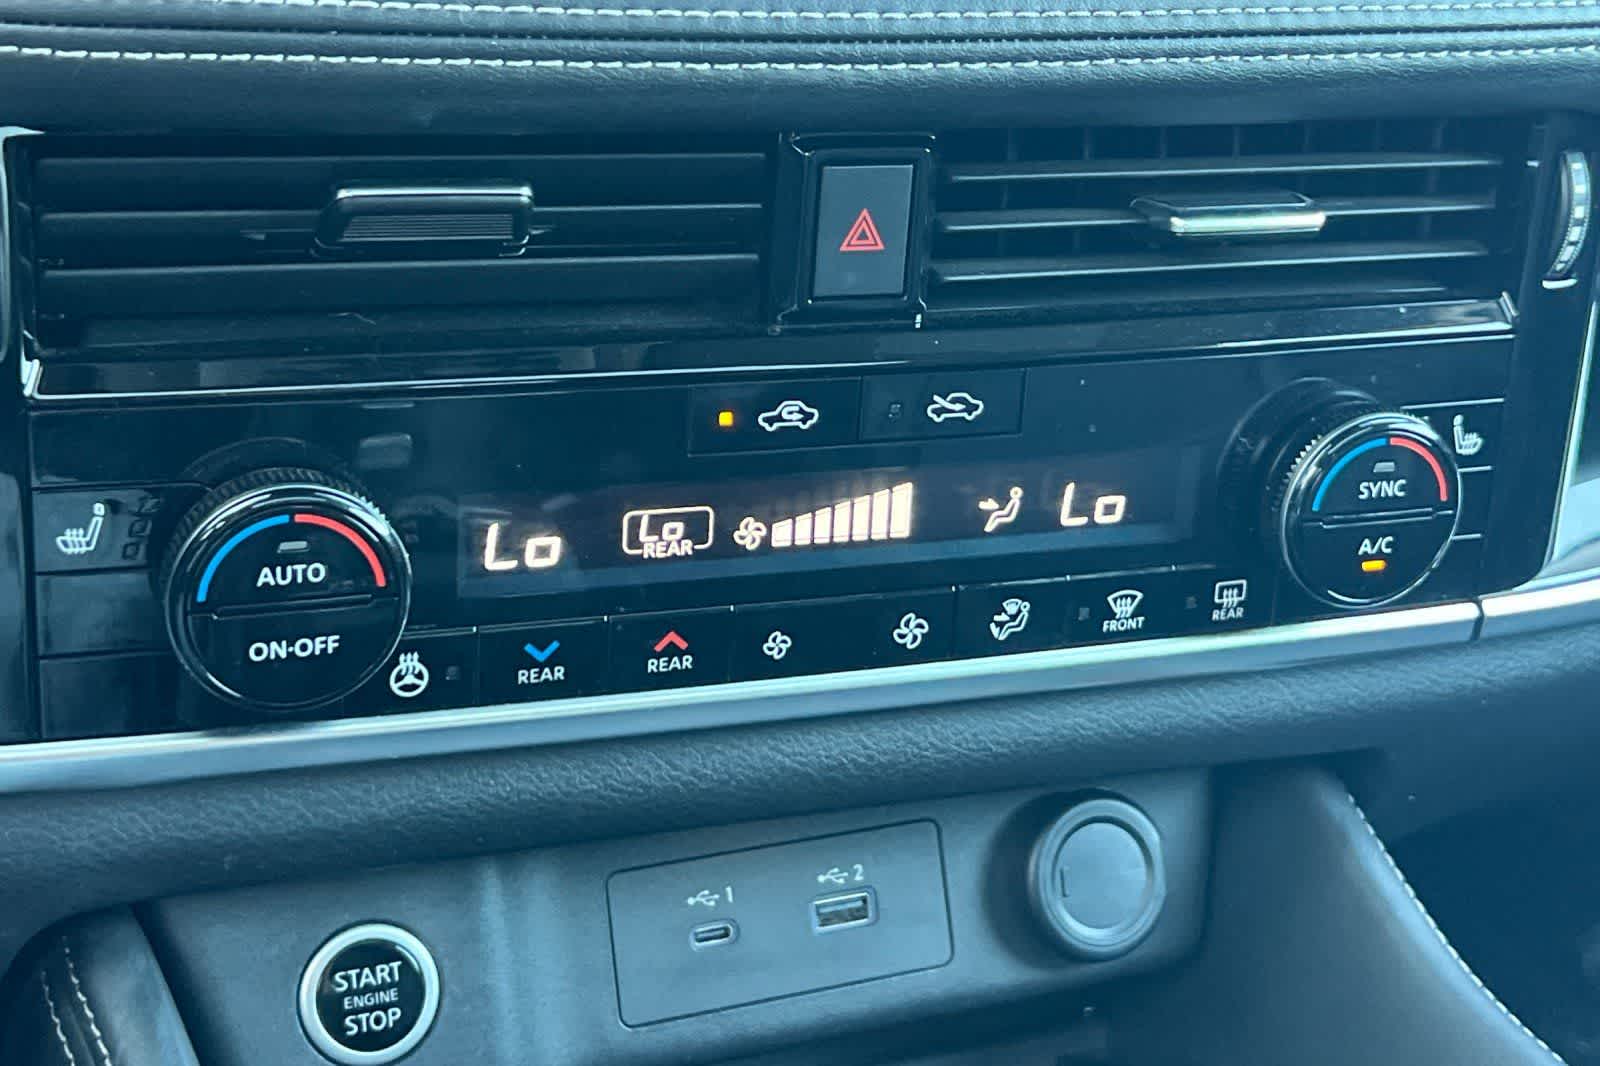 Lo
Lo
REAR
Lo
SYNC
A/C
AUTO
ON·OFF
REAR
REAR
FRONT
REAR
1
2
START
ENGINE
STOP